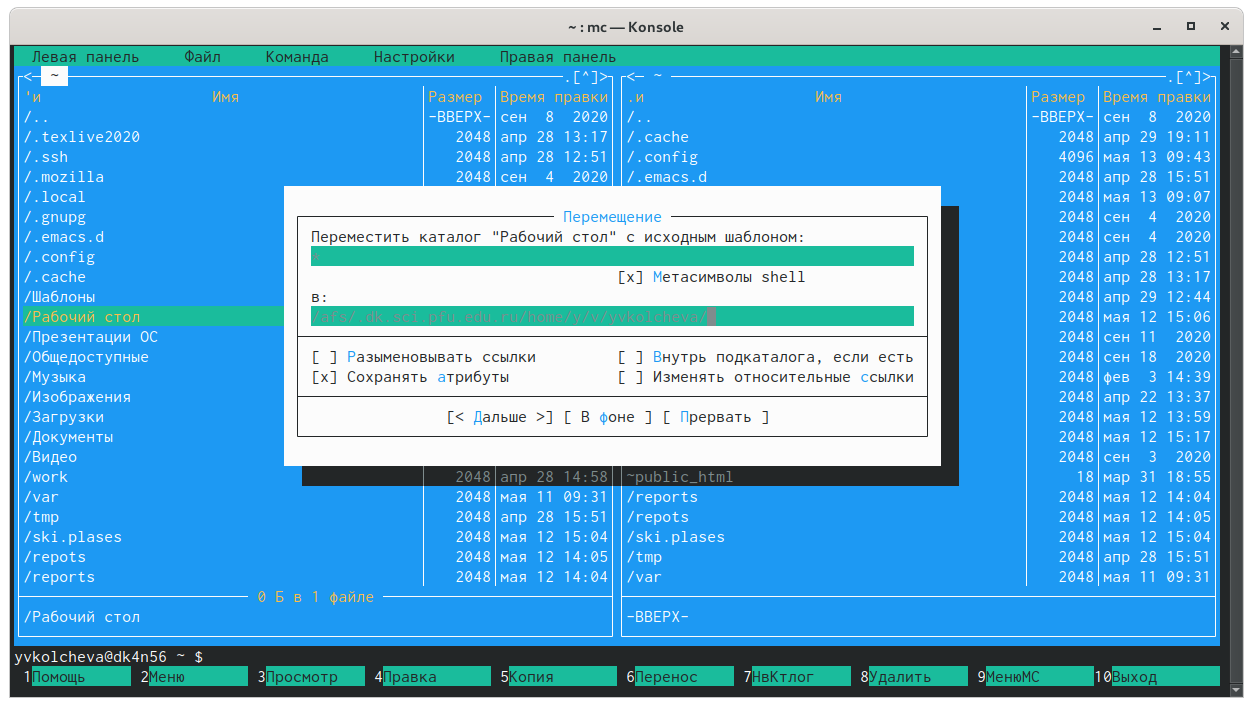 ~ : mc — Konsole
Левая панель Файл Команда Настройки Правая панель
<— ~ .[^]> <— ~ .[^]>
'и Имя Размер Время правки .и Имя Размер Время правки
/.. -ВВЕРХ- сен 8 2020 /.. -ВВЕРХ- сен 8 2020
/.texlive2020 2048 апр 28 13:17 /.cache 2048 апр 29 19:11
/.ssh 2048 апр 28 12:51 /.config 4096 мая 13 09:43
/.mozilla 2048 сен 4 2020 /.emacs.d 2048 апр 28 15:51
/.local 2048 мая 13 09:07
/.gnupg Перемещение 2048 сен 4 2020
/.emacs.d Переместить каталог "Рабочий стол" с исходным шаблоном: 2048 сен 4 2020
/.config 2048 апр 28 12:51
/.cache [x] Метасимволы shell 2048 апр 28 13:17
/Шаблоны в: 2048 апр 29 12:44
/Рабочий стол /afs/.dk.sci.pfu.edu.ru/home/y/v/yvkolcheva/ 2048 мая 12 15:06
/Презентации ОС 2048 сен 11 2020
/Общедоступные [ ] Разыменовывать ссылки [ ] Внутрь подкаталога, если есть 2048 сен 18 2020
/Музыка [x] Сохранять атрибуты [ ] Изменять относительные ссылки 2048 фев 3 14:39
/Изображения 2048 апр 22 13:37
/Загрузки [< Дальше >] [ В фоне ] [ Прервать ] 2048 мая 12 13:59
/Документы 2048 мая 12 15:17
/Видео 2048 сен 3 2020
/work 2048 апр 28 14:58 ~public_html 18 мар 31 18:55
/var 2048 мая 11 09:31 /reports 2048 мая 12 14:04
/tmp 2048 апр 28 15:51 /repots 2048 мая 12 14:05
/ski.plases 2048 мая 12 15:04 /ski.plases 2048 мая 12 15:04
/repots 2048 мая 12 14:05 /tmp 2048 апр 28 15:51
/reports 2048 мая 12 14:04 /var 2048 мая 11 09:31
0 Б в 1 файле
/Рабочий стол -ВВЕРХ-
yvkolcheva@dk4n56 ~ $
1Помощь 2Меню 3Просмотр 4Правка 5Копия 6Перенос 7НвКтлог 8Удалить 9МенюMC 10Выход